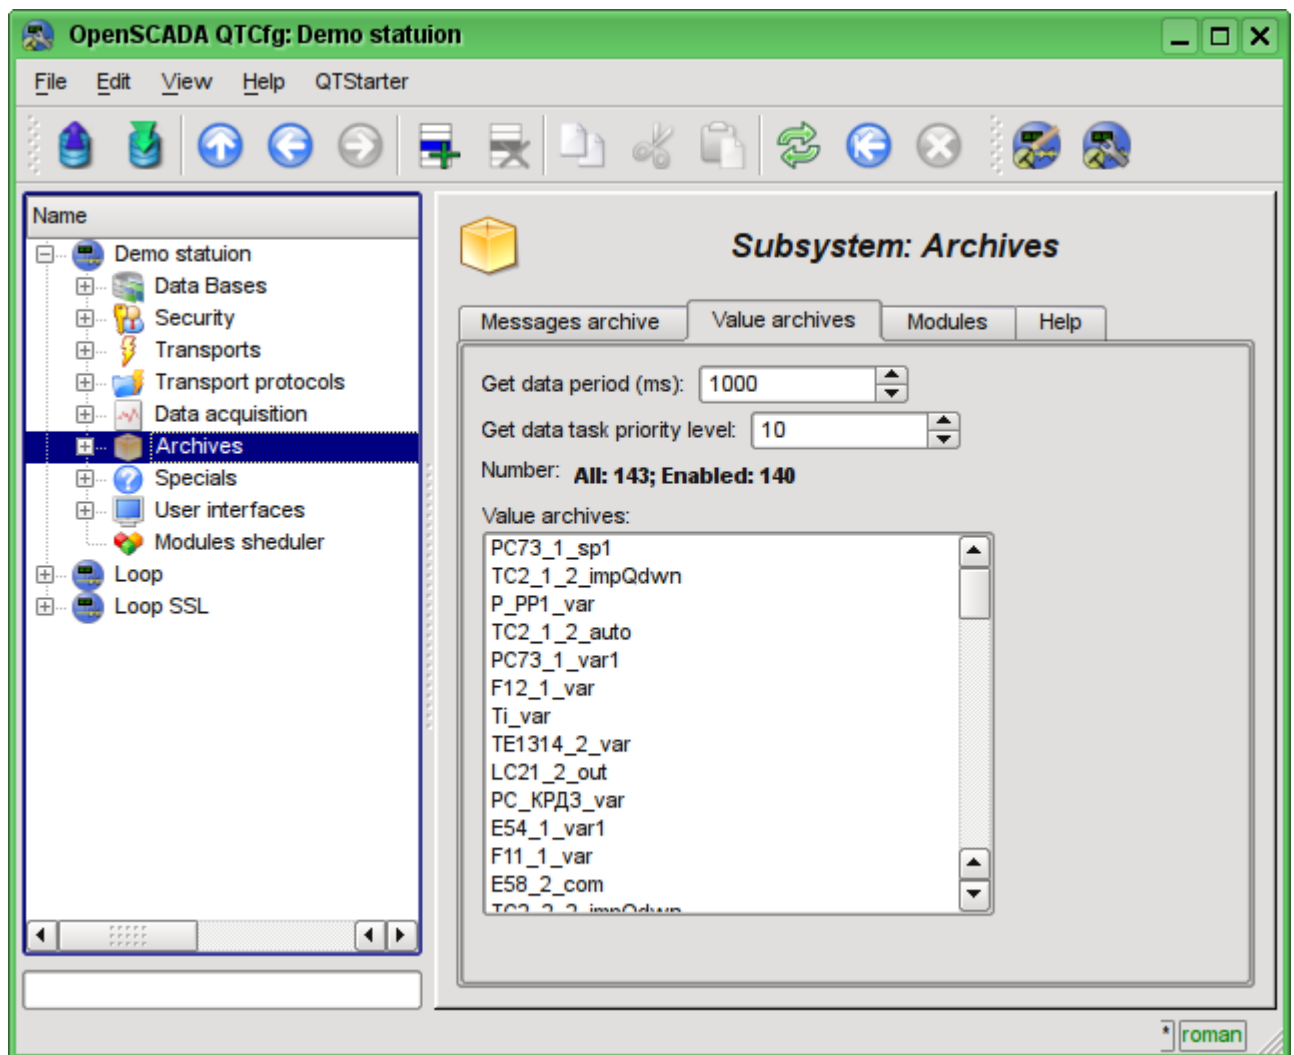 OpenSCADA QTCfg: Demo statuion
File Edit View Help QTStarter
Name
Demo statuion
Data Bases
Security
Transports
Transport protocols
Data acquisition
Archives
Specials
User interfaces
Modules sheduler
Loop
Loop SSL
Subsystem: Archives
Messages archive Value archives Modules Help
Get data period (ms): 1000
Get data task priority level: 10
Number: All: 143; Enabled: 140
Value archives:
PC73_1_sp1
TC2_1_2_impQdwn
P_PP1_var
TC2_1_2_auto
PC73_1_var1
F12_1_var
Ti_var
TE1314_2_var
LC21_2_out
PC_КРД3_var
E54_1_var1
F11_1_var
E58_2_com
TC2_2_2_impQdwn
* roman